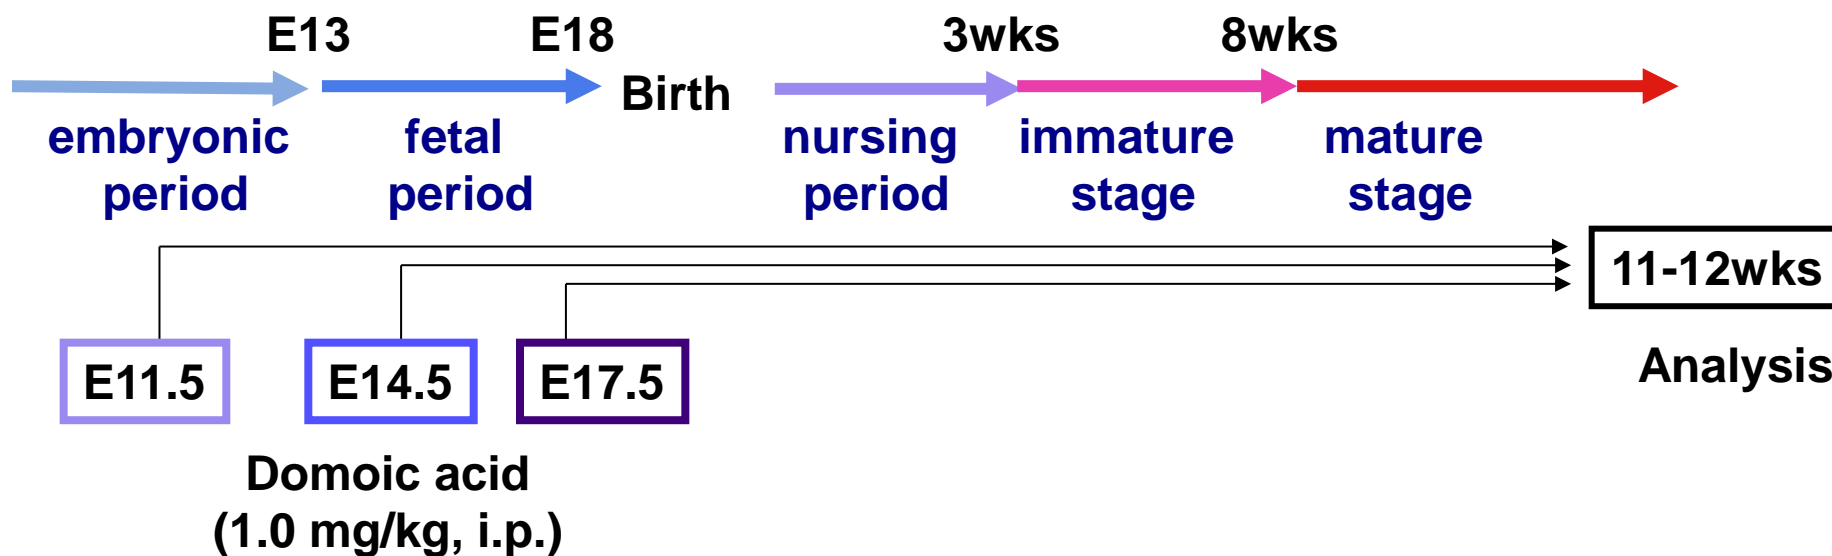 E13 E18 3wks 8wks
Birth
embryonic fetal nursing immature mature
period period period stage stage
11-12wks
E11.5 E14.5 E17.5 Analysis
Domoic acid
(1.0 mg/kg, i.p.)